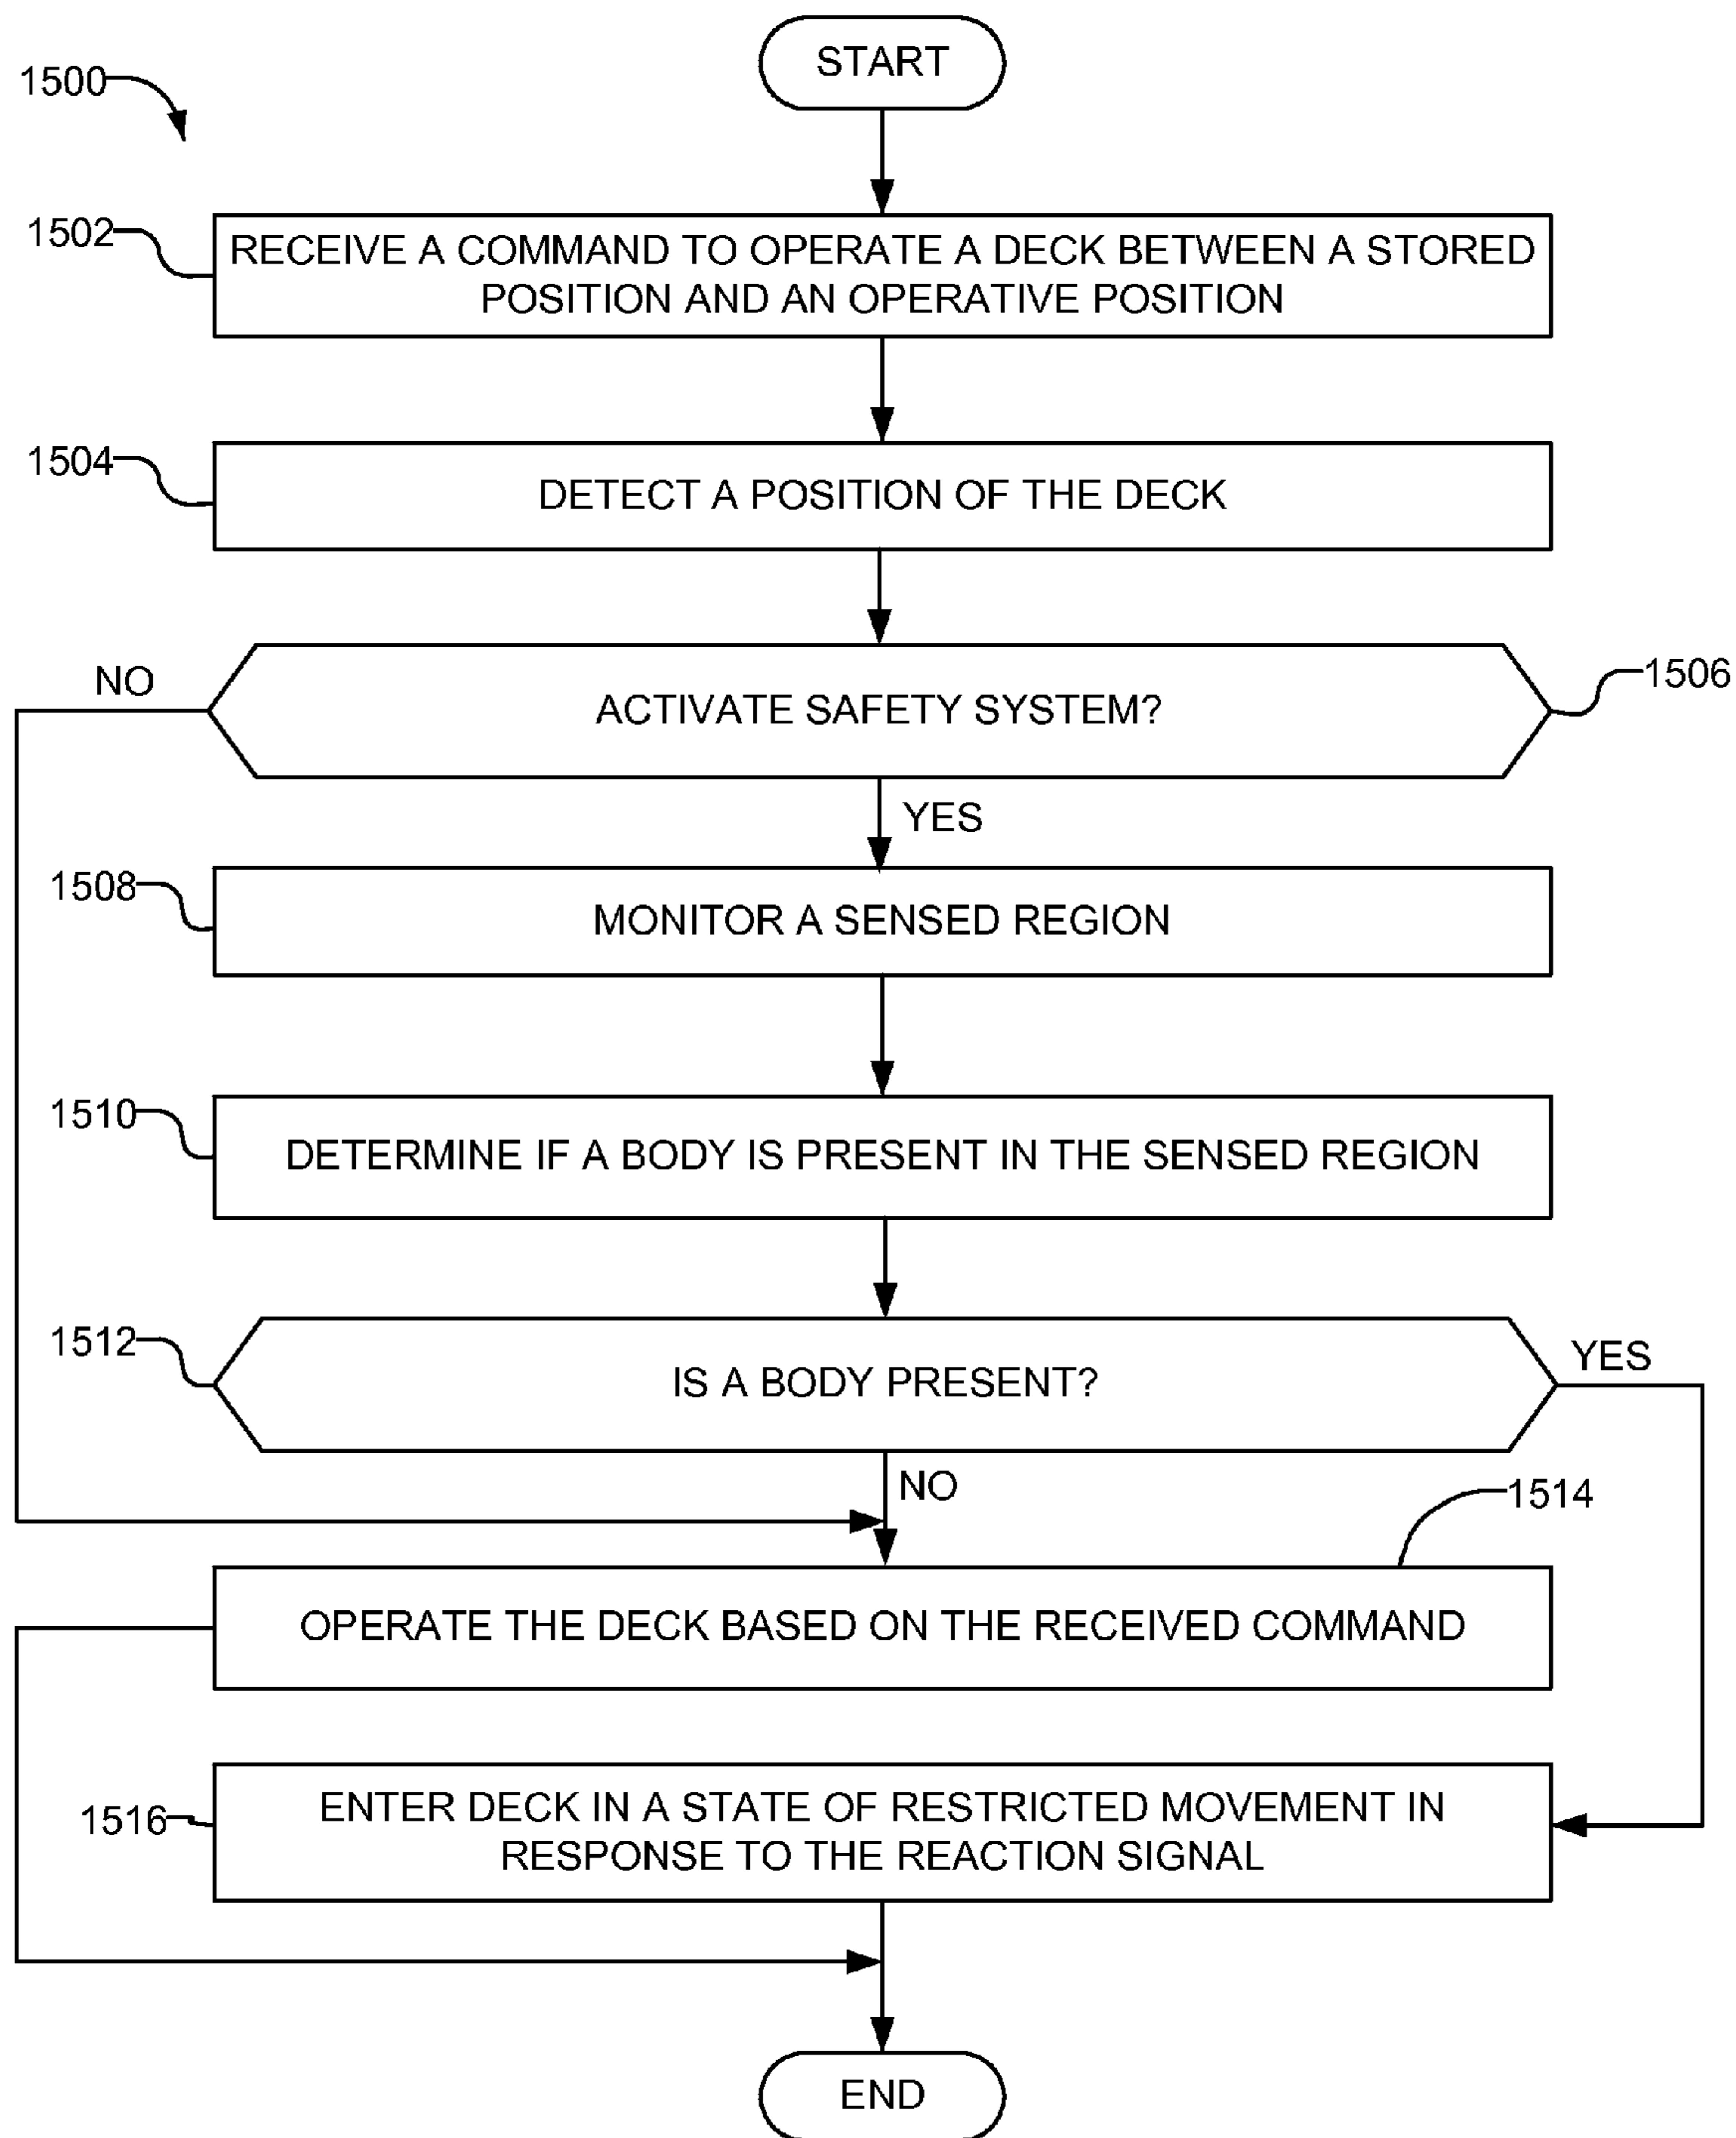 START
1500
1502
RECEIVE A COMMAND TO OPERATE A DECK BETWEEN A STORED
POSITION AND AN OPERATIVE POSITION
1504
DETECT A POSITION OF THE DECK
NO
1506
ACTIVATE SAFETY SYSTEM?
YES
1508
MONITOR A SENSED REGION
1510
DETERMINE IF A BODY IS PRESENT IN THE SENSED REGION
1512
IS A BODY PRESENT?
YES
NO
1514
OPERATE THE DECK BASED ON THE RECEIVED COMMAND
1516
ENTER DECK IN A STATE OF RESTRICTED MOVEMENT IN
RESPONSE TO THE REACTION SIGNAL
END